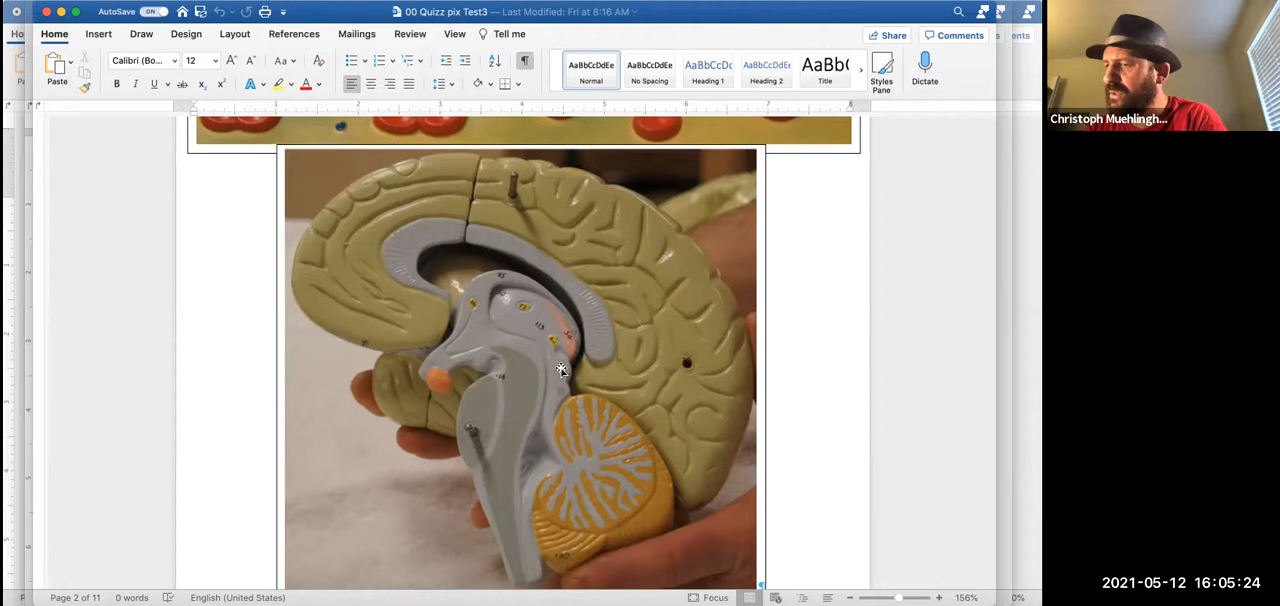 AutoSave ON
00 Quizz pix Test3 — Last Modified: Fri at 8:16 AM
Home Insert Draw Design Layout References Mailings Review View Tell me
Share Comments
Paste
Calibri (Bo... 12
AaBbCcDdEe
Normal
AaBbCcDdEe
No Spacing
AaBbCcDc
Heading 1
AaBbCcDdEe
Heading 2
AaBb(
Title
Styles
Pane
Dictate
Christoph Muehlingh...
130
Page 2 of 11 0 words English (United States) Focus 156%
2021-05-12 16:05:24